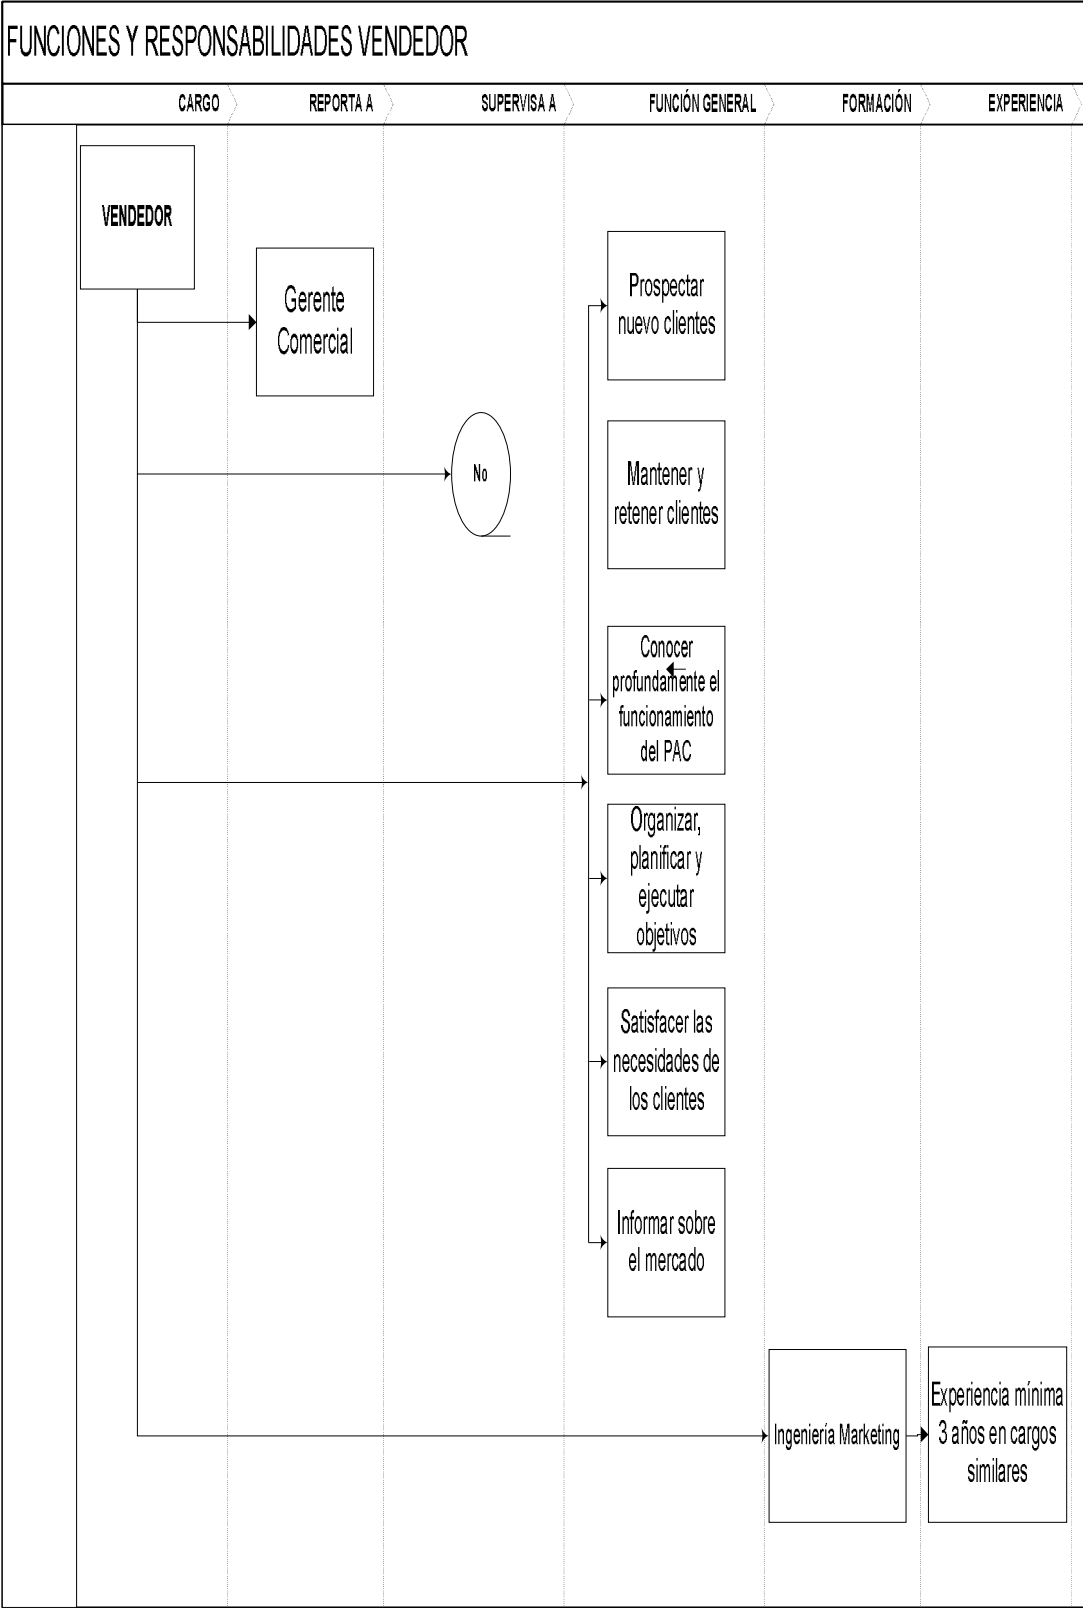 FUNCIONES Y RESPONSABILIDADES VENDEDOR
CARGO
REPORTA A
SUPERVISA A
FUNCIÓN GENERAL
FORMACIÓN
EXPERIENCIA
VENDEDOR
Gerente
Comercial
No
Prospectar
nuevo clientes
Mantener y
retener clientes
Conocer
profundamente el
funcionamiento
del PAC
Organizar,
planificar y
ejecutar
objetivos
Satisfacer las
necesidades de
los clientes
Informar sobre
el mercado
Ingeniería Marketing
Experiencia mínima
3 años en cargos
similares